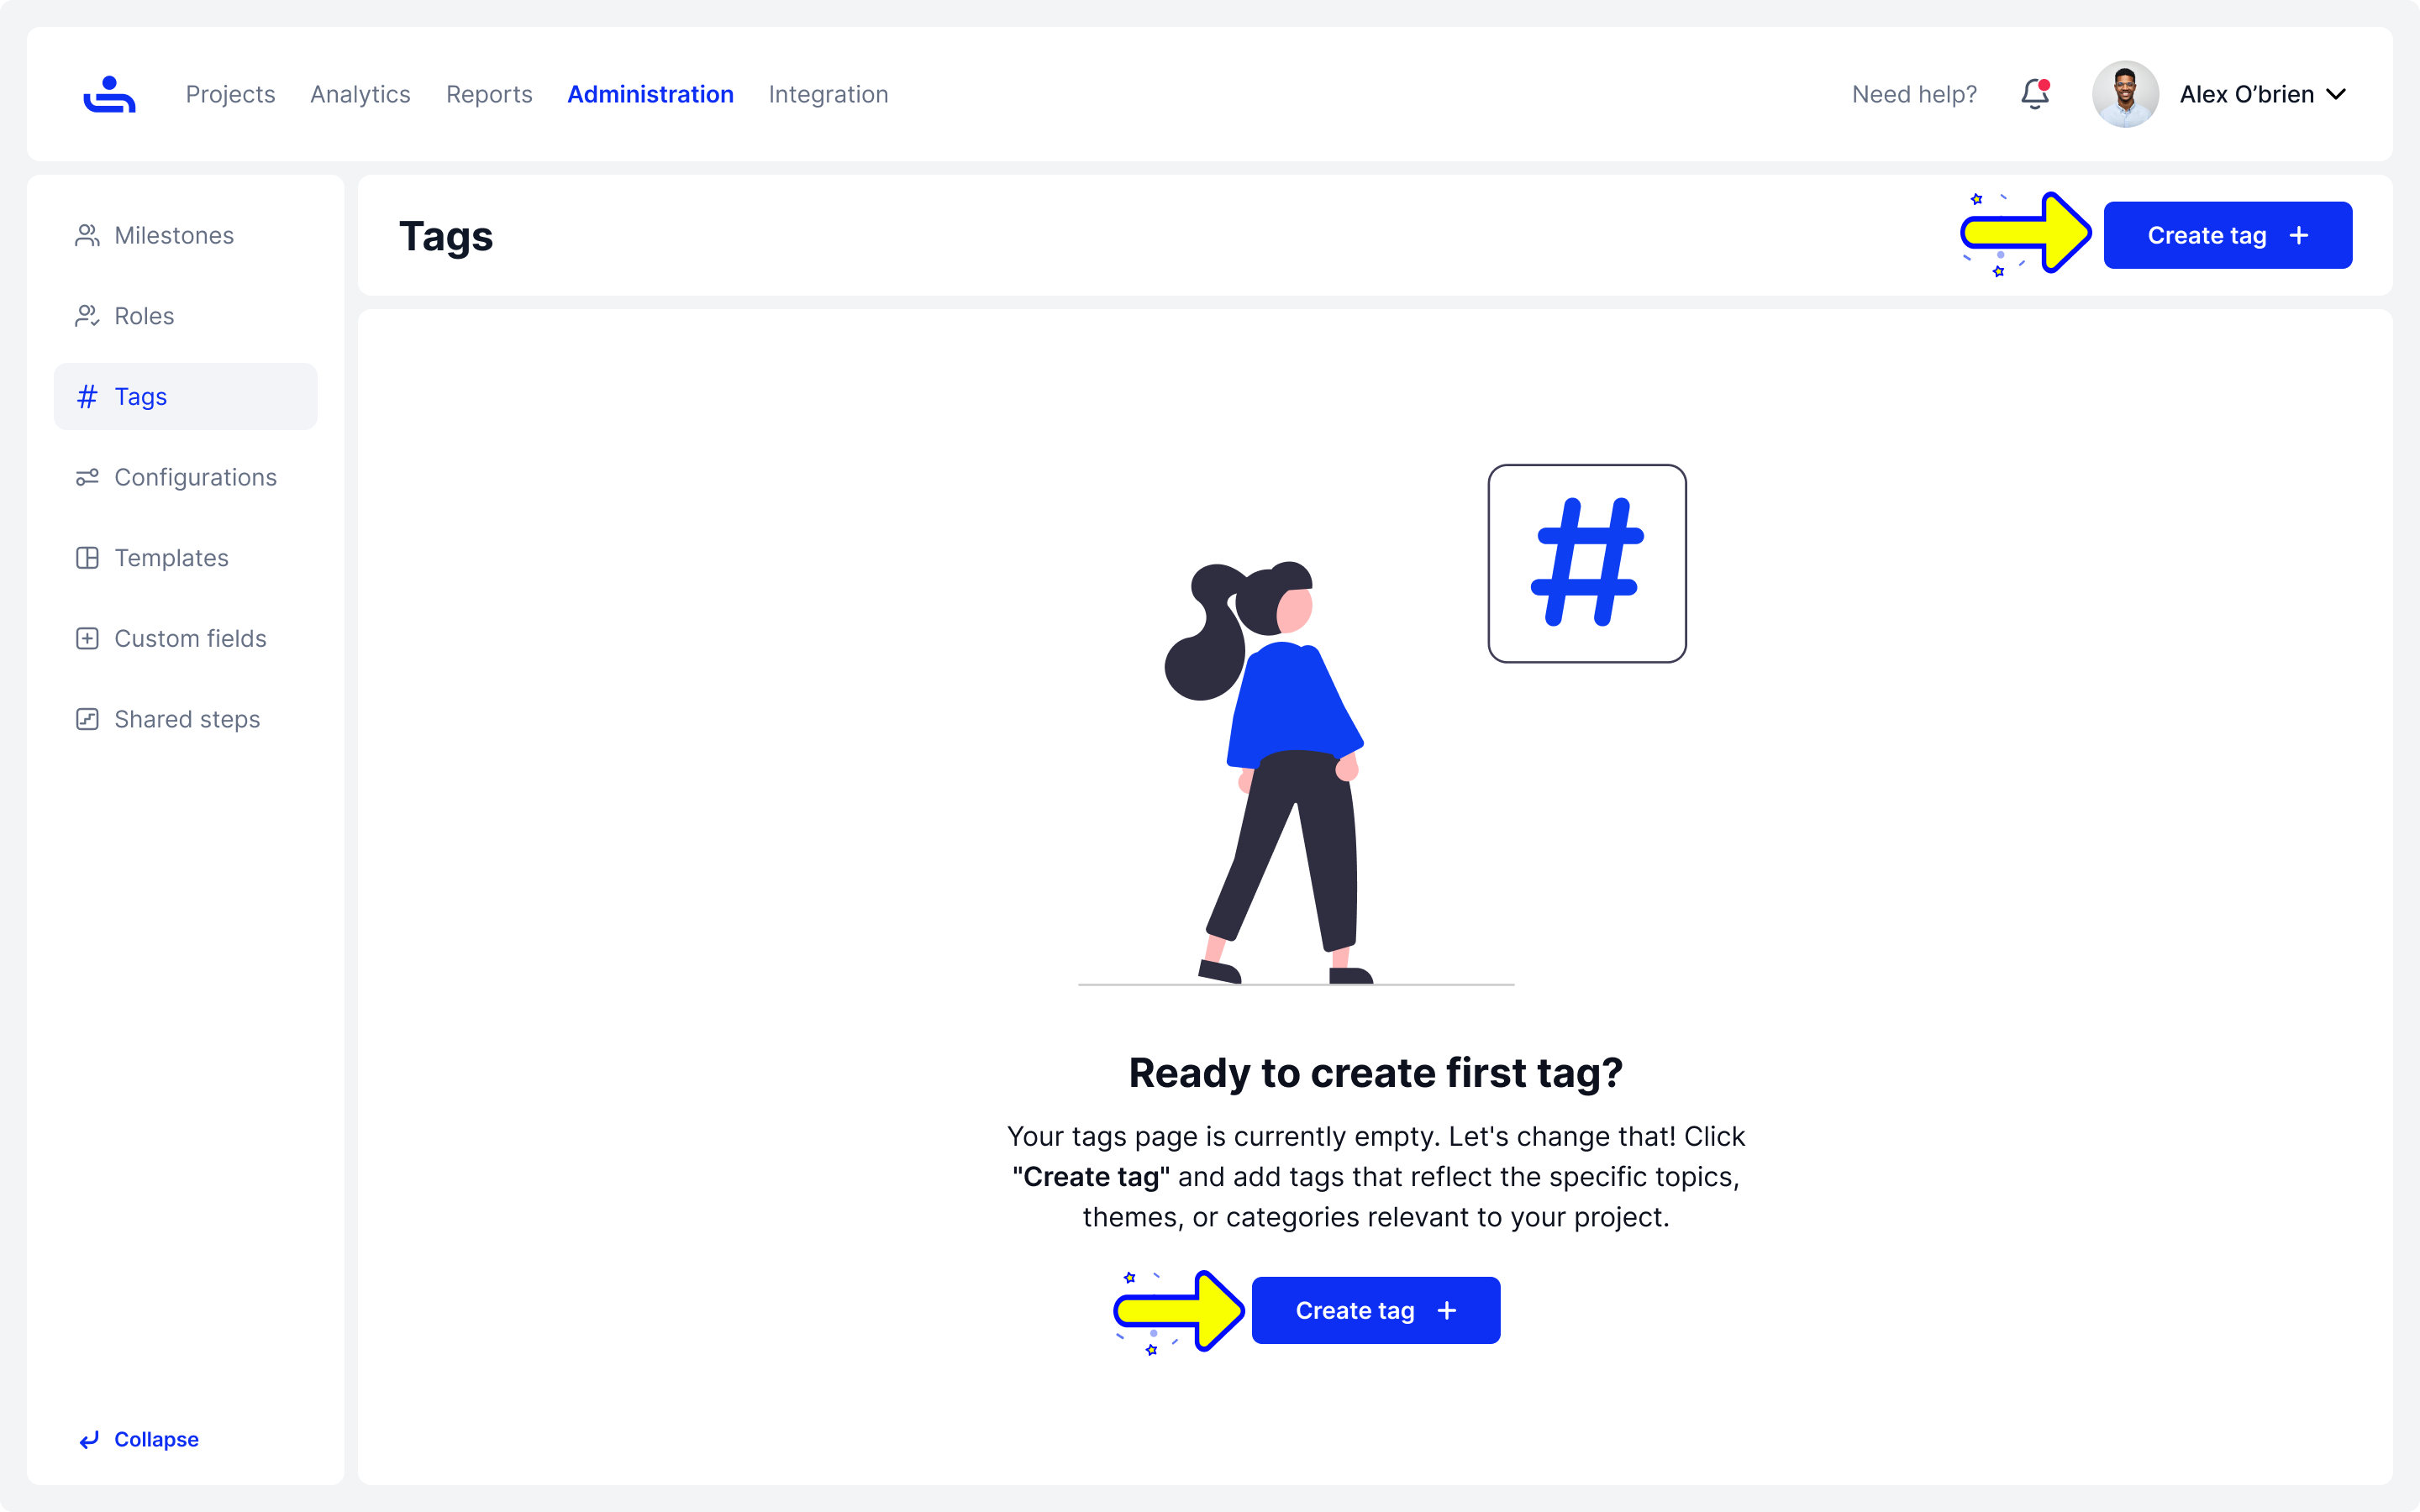 Projects Analytics Reports Administration Integration Need help? Alex O’brien
Milestones
Roles
Tags
Configurations
Templates
Custom fields
Shared steps
Collapse
Tags
Create tag +
#
Ready to create first tag?
Your tags page is currently empty. Let's change that! Click
"Create tag" and add tags that reflect the specific topics,
themes, or categories relevant to your project.
Create tag +